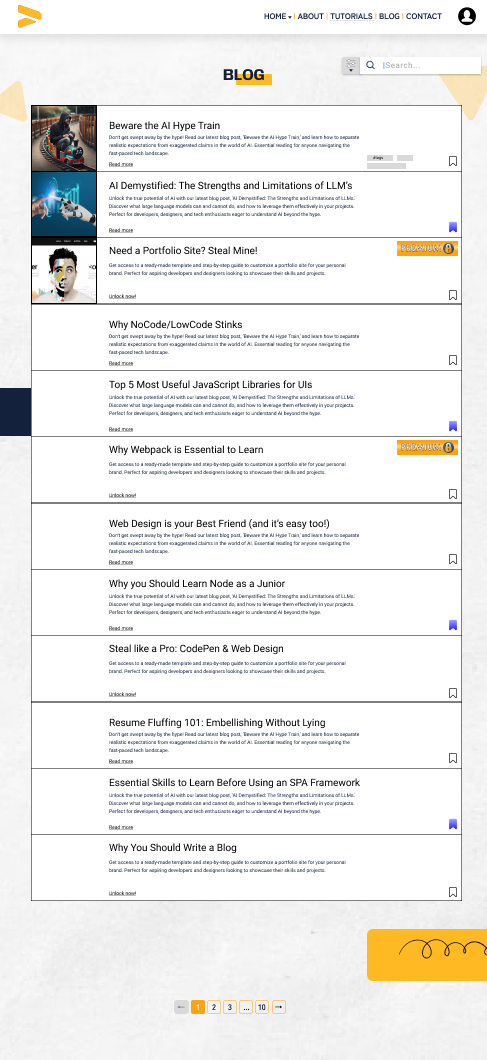 HOME ▾ | ABOUT | TUTORIALS | BLOG | CONTACT
Search...
BLOG
Beware the AI Hype Train
Don't get swept away by the hype! Read our latest blog post, 'Beware the AI Hype Train,' and learn how to separate
realistic expectations from exaggerated claims in the world of AI. Essential reading for anyone navigating the
fast-paced tech landscape.
Read more
AI Demystified: The Strengths and Limitations of LLM's
Unlock the true potential of AI with our latest blog post, 'AI Demystified: The Strengths and Limitations of LLMs.'
Discover what large language models can and cannot do, and how to leverage them effectively in your projects.
Perfect for designers, developers, and tech enthusiasts eager to understand AI beyond the hype.
Read more
Need a Portfolio Site? Steal Mine!
Get access to a ready-made template and step-by-step guide to customize a portfolio site for your personal
brand. Perfect for aspiring developers and designers looking to showcase their skills and projects.
Unlock now!
Why NoCode/LowCode Stinks
Don't get swept away by the hype! Read our latest blog post, 'Beware the AI Hype Train,' and learn how to separate
realistic expectations from exaggerated claims in the world of AI. Essential reading for anyone navigating the
fast-paced tech landscape.
Read more
Top 5 Most Useful JavaScript Libraries for UIs
Unlock the true potential of AI with our latest blog post, 'AI Demystified: The Strengths and Limitations of LLMs.'
Discover what large language models can and cannot do, and how to leverage them effectively in your projects.
Perfect for designers, developers, and tech enthusiasts eager to understand AI beyond the hype.
Read more
Why Webpack is Essential to Learn
Get access to a ready-made template and step-by-step guide to customize a portfolio site for your personal
brand. Perfect for aspiring developers and designers looking to showcase their skills and projects.
Unlock now!
Web Design is your Best Friend (and it's easy too!)
Don't get swept away by the hype! Read our latest blog post, 'Beware the AI Hype Train,' and learn how to separate
realistic expectations from exaggerated claims in the world of AI. Essential reading for anyone navigating the
fast-paced tech landscape.
Read more
Why you Should Learn Node as a Junior
Unlock the true potential of AI with our latest blog post, 'AI Demystified: The Strengths and Limitations of LLMs.'
Discover what large language models can and cannot do, and how to leverage them effectively in your projects.
Perfect for designers, developers, and tech enthusiasts eager to understand AI beyond the hype.
Read more
Steal like a Pro: CodePen & Web Design
Get access to a ready-made template and step-by-step guide to customize a portfolio site for your personal
brand. Perfect for aspiring developers and designers looking to showcase their skills and projects.
Unlock now!
Resume Fluffing 101: Embellishing Without Lying
Don't get swept away by the hype! Read our latest blog post, 'Beware the AI Hype Train,' and learn how to separate
realistic expectations from exaggerated claims in the world of AI. Essential reading for anyone navigating the
fast-paced tech landscape.
Read more
Essential Skills to Learn Before Using an SPA Framework
Unlock the true potential of AI with our latest blog post, 'AI Demystified: The Strengths and Limitations of LLMs.'
Discover what large language models can and cannot do, and how to leverage them effectively in your projects.
Perfect for designers, developers, and tech enthusiasts eager to understand AI beyond the hype.
Read more
Why You Should Write a Blog
Get access to a ready-made template and step-by-step guide to customize a portfolio site for your personal
brand. Perfect for aspiring developers and designers looking to showcase their skills and projects.
Unlock now!
← 1 2 3 ... 10 →